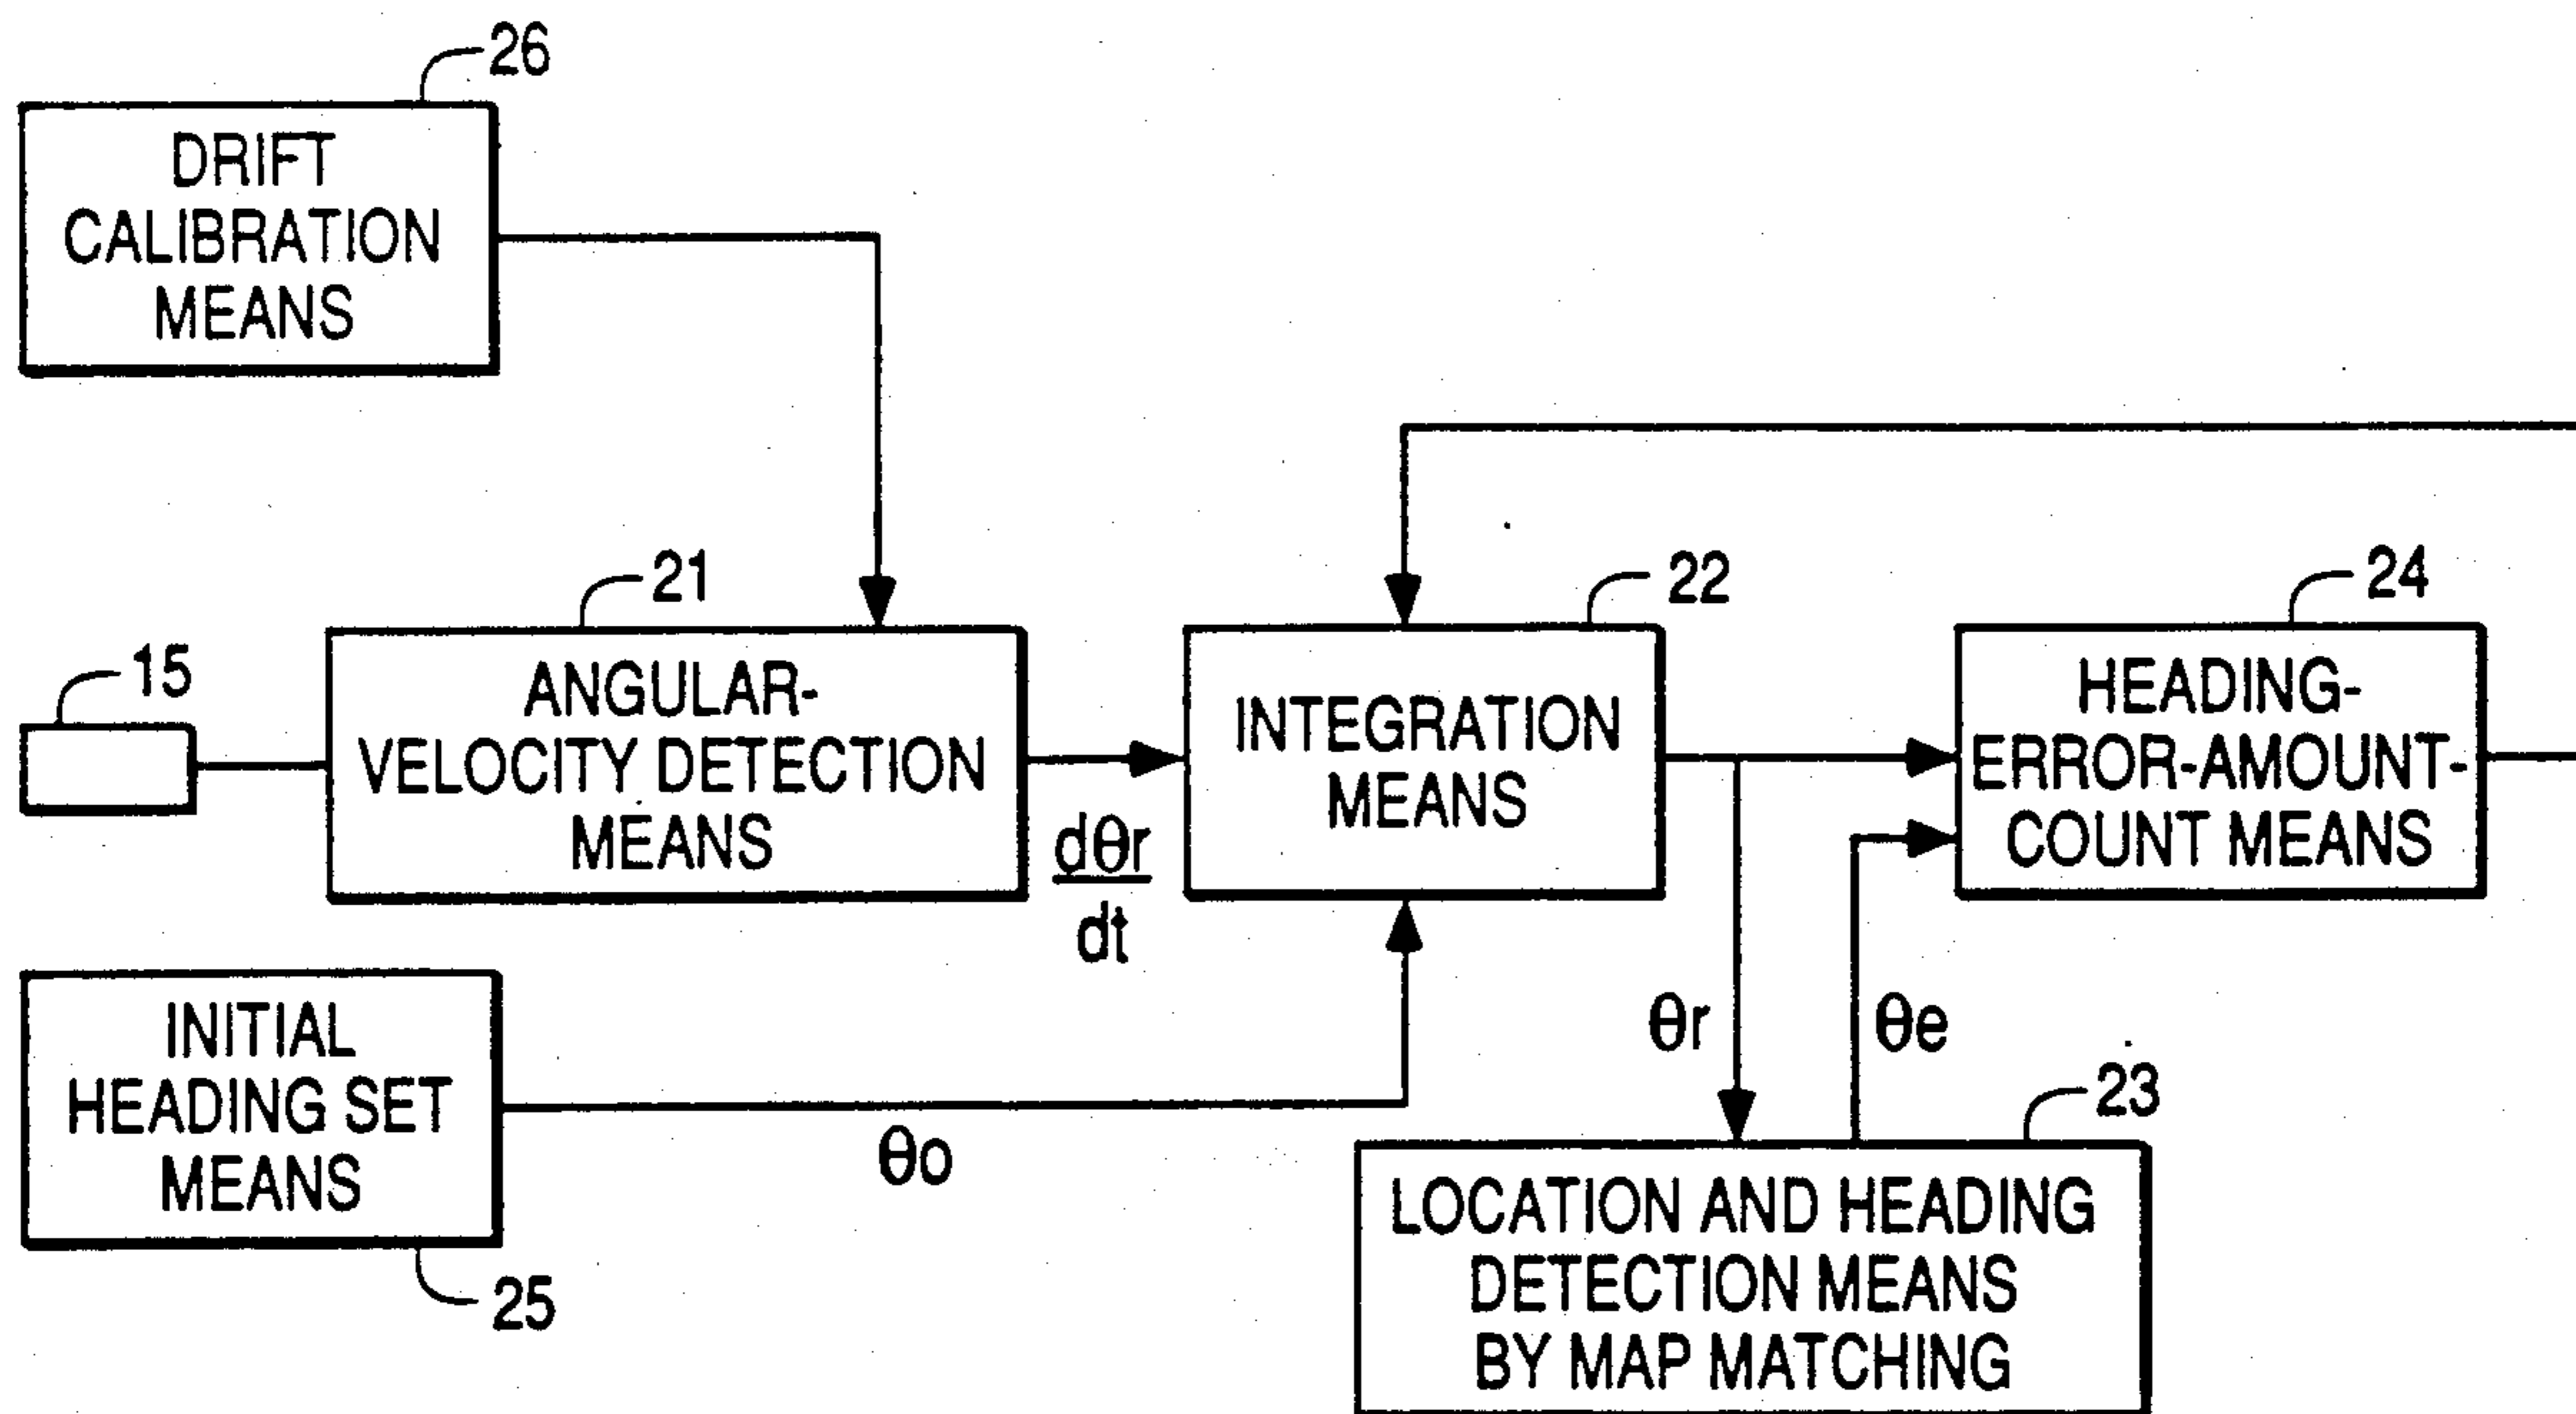 26
DRIFT
CALIBRATION
MEANS
21
22
24
15
ANGULAR-
VELOCITY DETECTION
MEANS
dθr
dt
INTEGRATION
MEANS
HEADING-
ERROR-AMOUNT-
COUNT MEANS
INITIAL
HEADING SET
MEANS
25
θo
θr
θe
23
LOCATION AND HEADING
DETECTION MEANS
BY MAP MATCHING